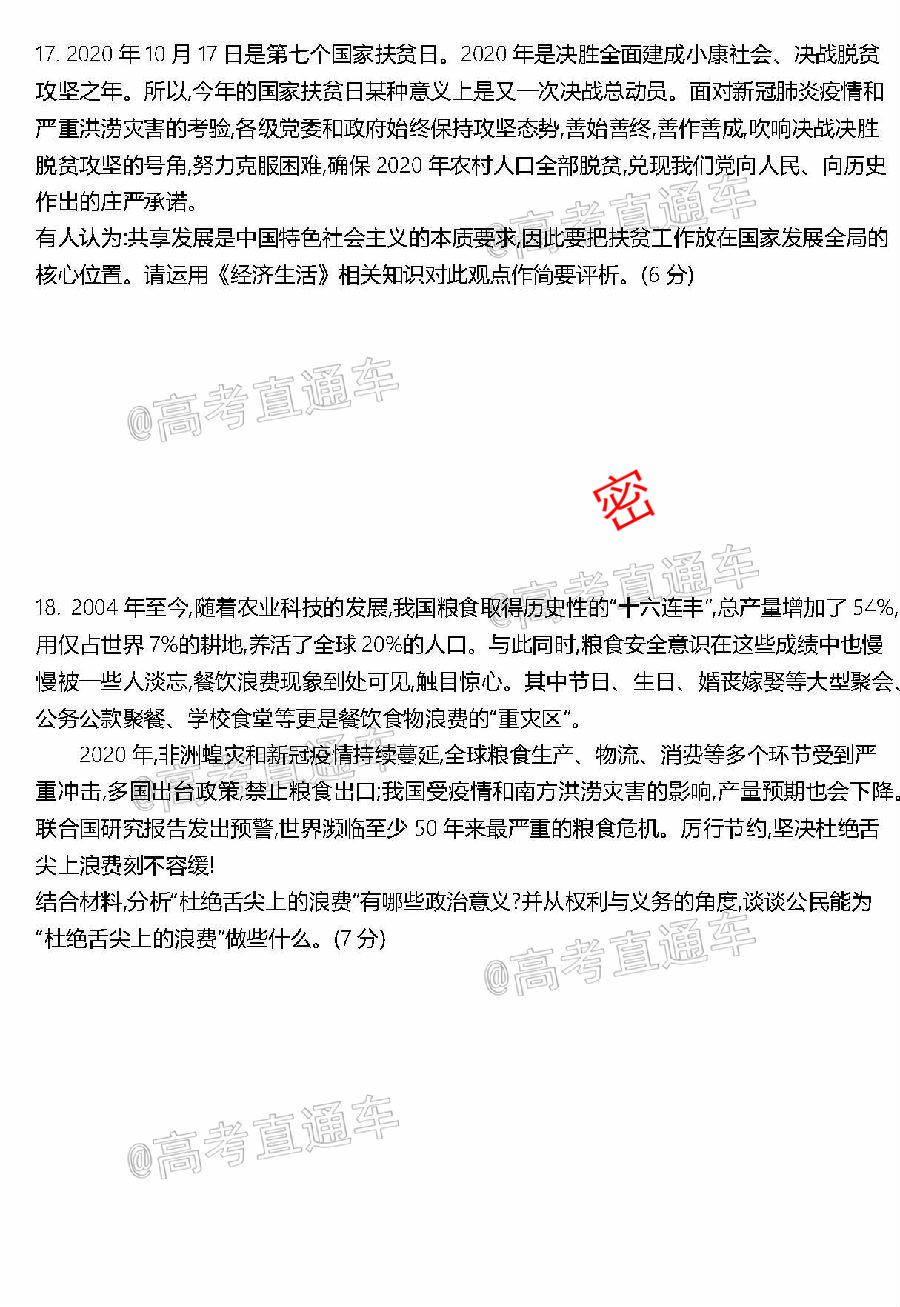 17. 2020 年 10 月 17 日是第七个国家扶贫日。2020 年是决胜全面建成小康社会、决战脱贫
攻坚之年。所以,今年的国家扶贫日某种意义上是又一次决战总动员。面对新冠肺炎疫情和
严重洪涝灾害的考验,各级党委和政府始终保持攻坚态势,善始善终,善作善成,吹响决战决胜
脱贫攻坚的号角,努力克服困难,确保 2020 年农村人口全部脱贫,兑现我们党向人民、向历史
作出的庄严承诺。
@高考直通车
有人认为:共享发展是中国特色社会主义的本质要求,因此要把扶贫工作放在国家发展全局的
核心位置。请运用《经济生活》相关知识对此观点作简要评析。(6 分)
@高考直通车
密
@高考直通车
18. 2004 年至今,随着农业科技的发展,我国粮食取得历史性的“十六连丰”,总产量增加了 54%,
用仅占世界 7%的耕地,养活了全球 20%的人口。与此同时,粮食安全意识在这些成绩中也慢
慢被一些人淡忘,餐饮浪费现象到处可见,触目惊心。其中节日、生日、婚丧嫁娶等大型聚会、
公务公款聚餐、学校食堂等更是餐饮食物浪费的“重灾区”。
2020 年,非洲蝗灾和新冠疫情持续蔓延,全球粮食生产、物流、消费等多个环节受到严
@高考直通车
重冲击,多国出台政策,禁止粮食出口;我国受疫情和南方洪涝灾害的影响,产量预期也会下降。
联合国研究报告发出预警,世界濒临至少 50 年来最严重的粮食危机。厉行节约,坚决杜绝舌
尖上浪费刻不容缓!
结合材料,分析“杜绝舌尖上的浪费”有哪些政治意义?并从权利与义务的角度,谈谈公民能为
“杜绝舌尖上的浪费”做些什么。(7 分)
@高考直通车
@高考直通车